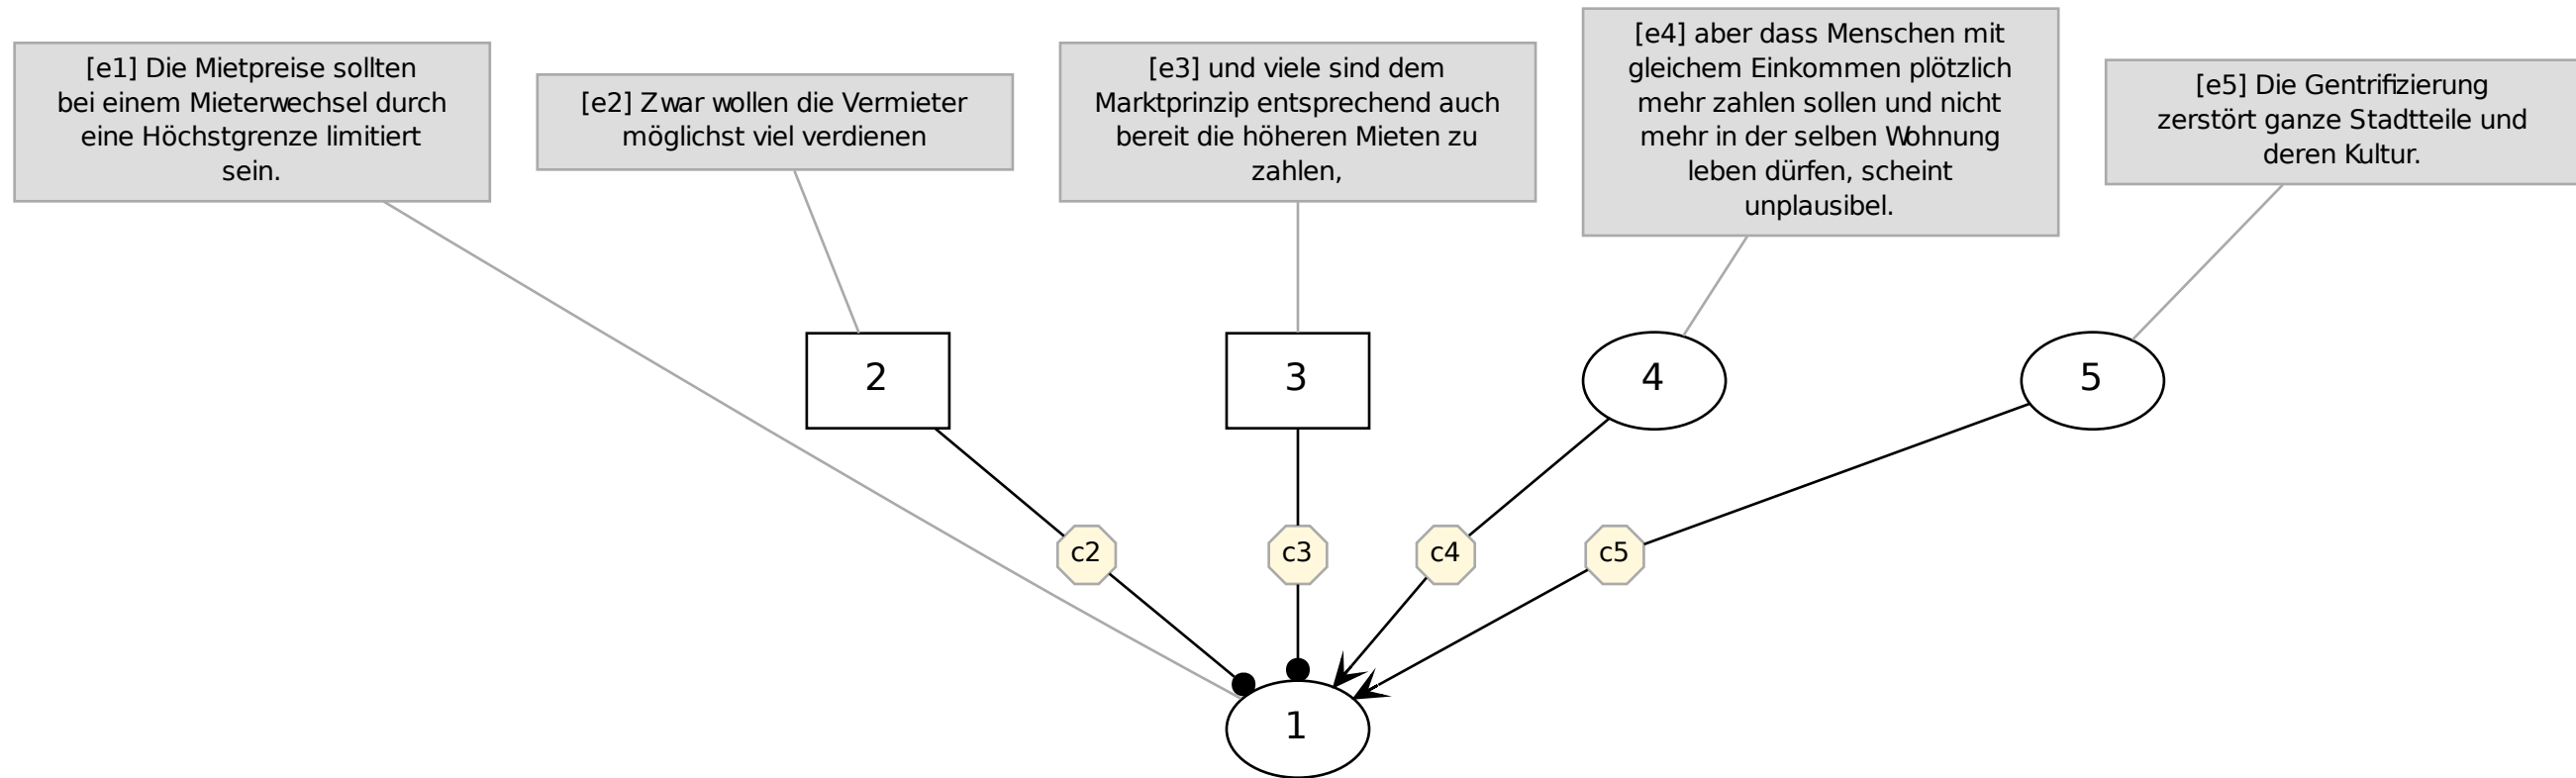 [e1] Die Mietpreise sollten
bei einem Mieterwechsel durch
eine Höchstgrenze limitiert
sein.
[e2] Zwar wollen die Vermieter
möglichst viel verdienen
[e3] und viele sind dem
Marktprinzip entsprechend auch
bereit die höheren Mieten zu
zahlen,
[e4] aber dass Menschen mit
gleichem Einkommen plötzlich
mehr zahlen sollen und nicht
mehr in der selben Wohnung
leben dürfen, scheint
unplausibel.
[e5] Die Gentrifizierung
zerstört ganze Stadtteile und
deren Kultur.
2
3
4
5
c2
c3
c4
c5
1